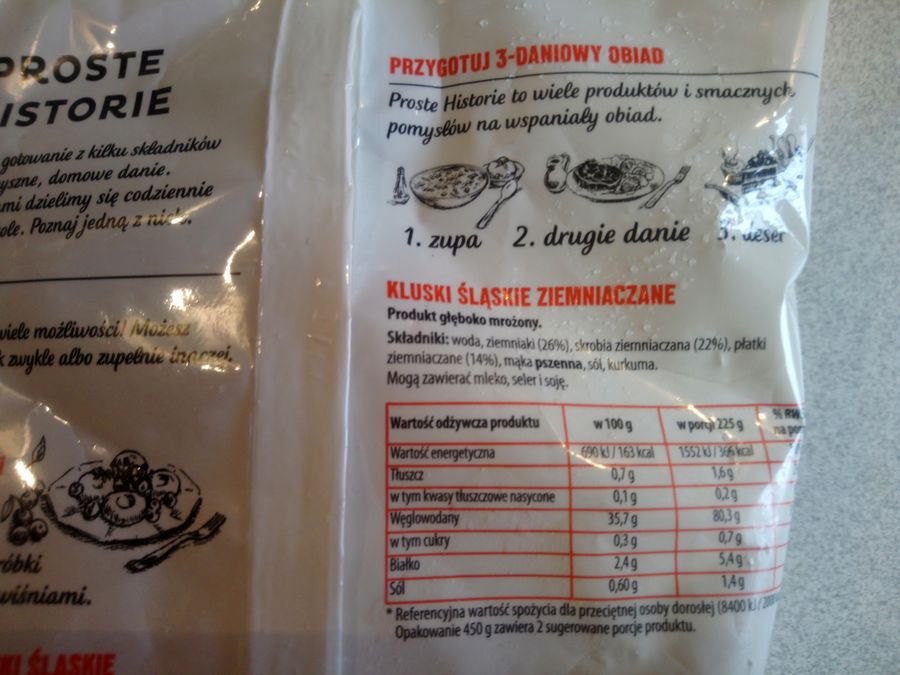 PROSTE
ISTORIE
gotowanie z kilku składników
yszne, domowe danie.
mi dzielimy się codziennie
ole. Poznaj jedną z nich.
wiele możliwości! Możesz
k zwykle albo zupełnie inaczej.
óbki
wiśniami.
KI ŚLĄSKIE
PRZYGOTUJ 3-DANIOWY OBIAD
Proste Historie to wiele produktów i smacznych
pomysłów na wspaniały obiad.
1. zupa 2. drugie danie 3. deser
KLUSKI ŚLĄSKIE ZIEMNIACZANE
Produkt głęboko mrożony.
Składniki: woda, ziemniaki (26%), skrobia ziemniaczana (22%), płatki
ziemniaczane (14%), mąka pszenna, sól, kurkuma.
Mogą zawierać mleko, seler i soję.
Wartość odżywcza produktu w 100 g w porcji 225 g % RW
na por
Wartość energetyczna 690 kJ / 163 kcal 1552 kJ / 366 kcal
Tłuszcz 0,7 g 1,6 g
w tym kwasy tłuszczowe nasycone 0,1 g 0,2 g
Węglowodany 35,7 g 80,3 g
w tym cukry 0,3 g 0,7 g
Białko 2,4 g 5,4 g
Sól 0,60 g 1,4 g
* Referencyjna wartość spożycia dla przeciętnej osoby dorosłej (8400 kJ / 200
Opakowanie 450 g zawiera 2 sugerowane porcje produktu.